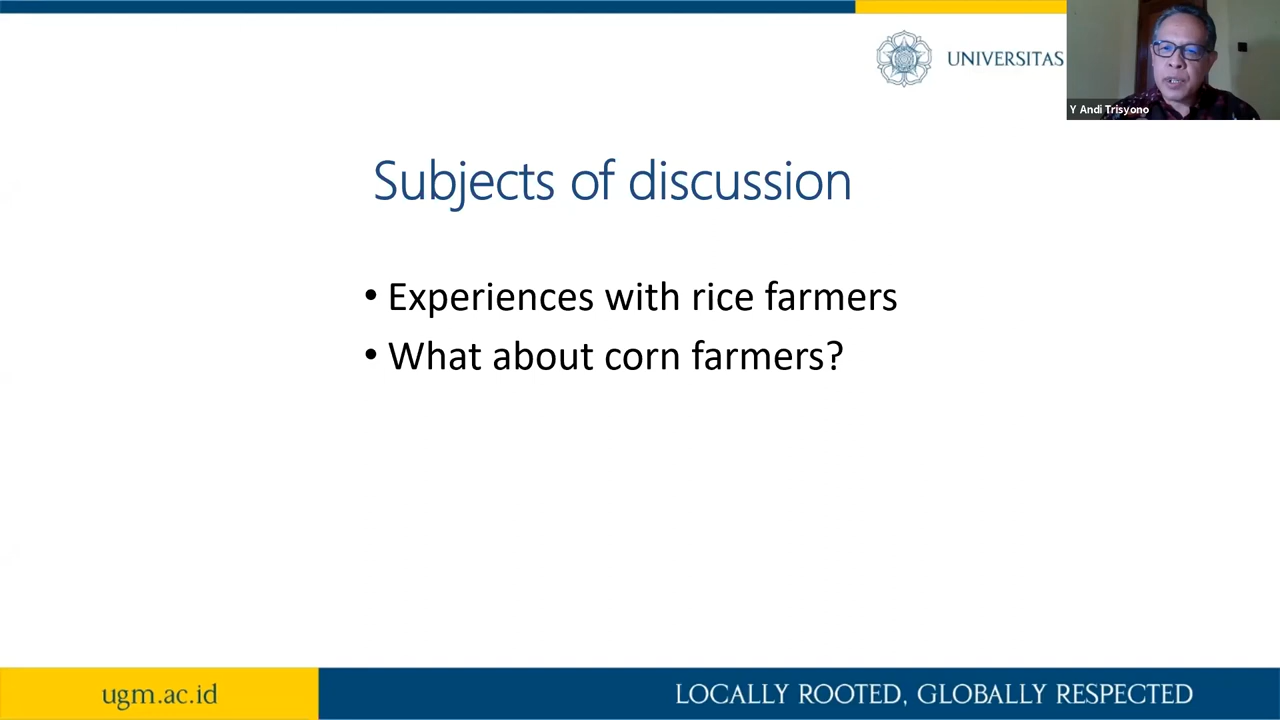 UNIVERSITAS
Y Andi Trisyono
Subjects of discussion
• Experiences with rice farmers
• What about corn farmers?
ugm.ac.id
LOCALLY ROOTED, GLOBALLY RESPECTED